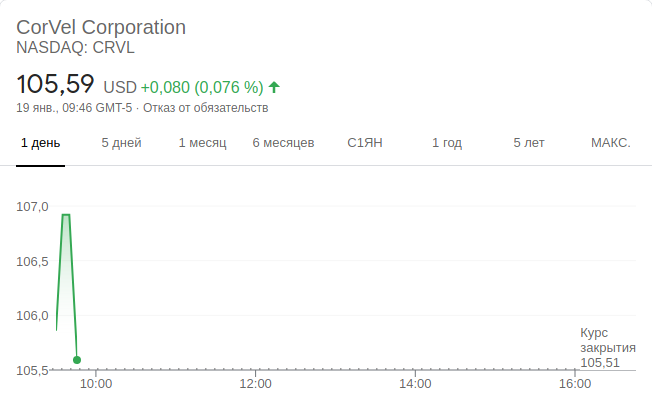 CorVel Corporation
NASDAQ: CRVL
105,59 USD +0,080 (0,076 %)
19 янв., 09:46 GMT-5 · Отказ от обязательств
1 день 5 дней 1 месяц 6 месяцев С1ЯН 1 год 5 лет МАКС.
107,0
106,5
106,0
105,5
Курс
закрытия
105,51
10:00 12:00 14:00 16:00